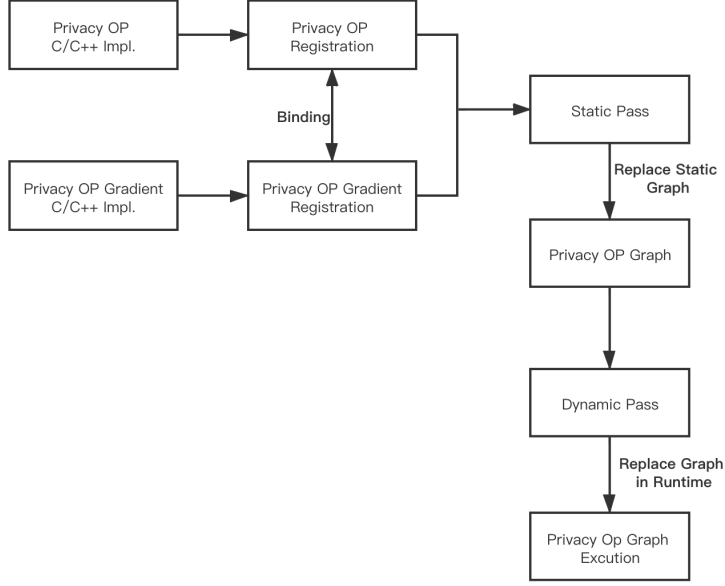 Privacy OP
C/C++ Impl.
Privacy OP
Registration
Binding
Static Pass
Privacy OP Gradient
C/C++ Impl.
Privacy OP Gradient
Registration
Replace Static
Graph
Privacy OP Graph
Dynamic Pass
Replace Graph
in Runtime
Privacy Op Graph
Excution